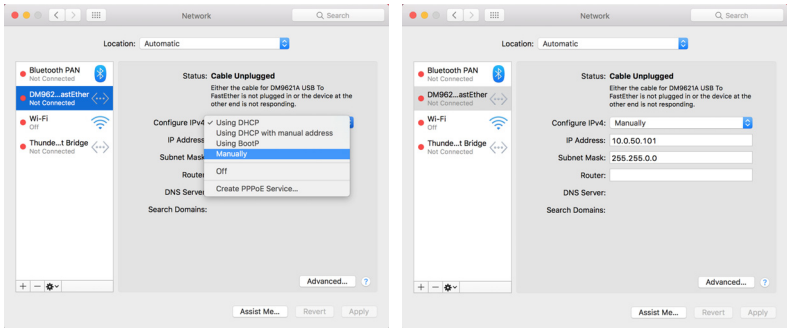 Network
Search
Location: Automatic
Bluetooth PAN
Not Connected
DM962...astEther
Not Connected
Wi-Fi
Off
Thunde...t Bridge
Not Connected
Status: Cable Unplugged
Either the cable for DM9621A USB To
FastEther is not plugged in or the device at the
other end is not responding.
Configure IPv4
✓ Using DHCP
Using DHCP with manual address
Using BootP
Manually
Off
Create PPPoE Service...
IP Address
Subnet Mask
Router
DNS Server
Search Domains:
Advanced... ?
+ −
Assist Me... Revert Apply
Network
Search
Location: Automatic
Bluetooth PAN
Not Connected
DM962...astEther
Not Connected
Wi-Fi
Off
Thunde...t Bridge
Not Connected
Status: Cable Unplugged
Either the cable for DM9621A USB To
FastEther is not plugged in or the device at the
other end is not responding.
Configure IPv4: Manually
IP Address: 10.0.50.101
Subnet Mask: 255.255.0.0
Router:
DNS Server:
Search Domains:
Advanced... ?
+ −
Assist Me... Revert Apply